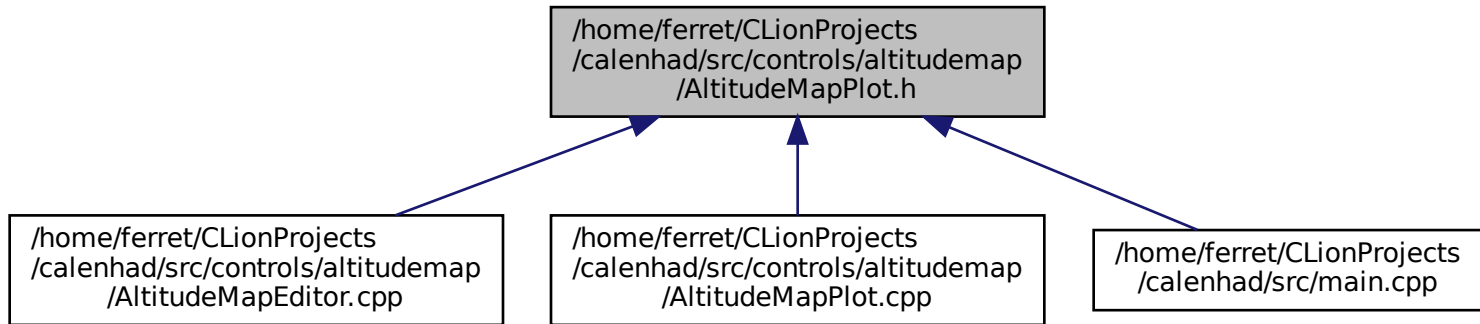 /home/ferret/CLionProjects
/calenhad/src/controls/altitudemap
/AltitudeMapPlot.h
/home/ferret/CLionProjects
/calenhad/src/controls/altitudemap
/AltitudeMapEditor.cpp
/home/ferret/CLionProjects
/calenhad/src/controls/altitudemap
/AltitudeMapPlot.cpp
/home/ferret/CLionProjects
/calenhad/src/main.cpp